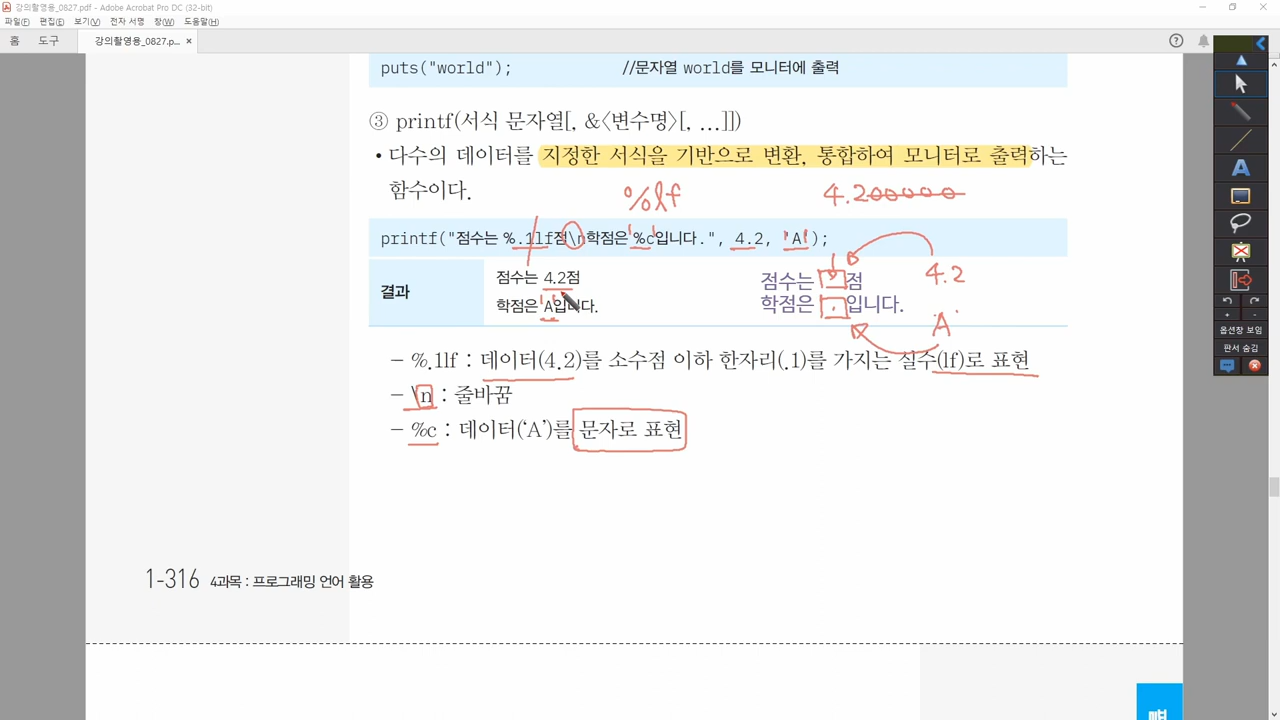 강의촬영용_0827.pdf - Adobe Acrobat Pro DC (32-bit)
파일(F) 편집(E) 보기(V) 전자 서명 창(W) 도움말(H)
홈 도구 강의촬영용_0827.p... ×
puts("world"); //문자열 world를 모니터에 출력
③ printf(서식 문자열[, &<변수명>[, …]])
• 다수의 데이터를 지정한 서식을 기반으로 변환, 통합하여 모니터로 출력하는
함수이다.
%lf 4.200000
printf("점수는 %.1lf점\n학점은 %c입니다.", 4.2, 'A');
결과
점수는 4.2점
학점은 A입니다.
점수는 점
학점은 입니다.
4.2
A
- %.1lf : 데이터(4.2)를 소수점 이하 한자리(.1)를 가지는 실수(lf)로 표현
- \n : 줄바꿈
- %c : 데이터('A')를 문자로 표현
1-316 4과목 : 프로그래밍 언어 활용
A
옵션창 보임
판서 숨김